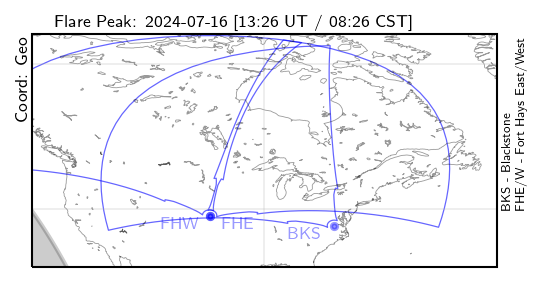 Flare Peak: 2024-07-16 [13:26 UT / 08:26 CST]
Coord: Geo
FHW
FHE
BKS
BKS - Blackstone
FHE/W - Fort Hays East/West